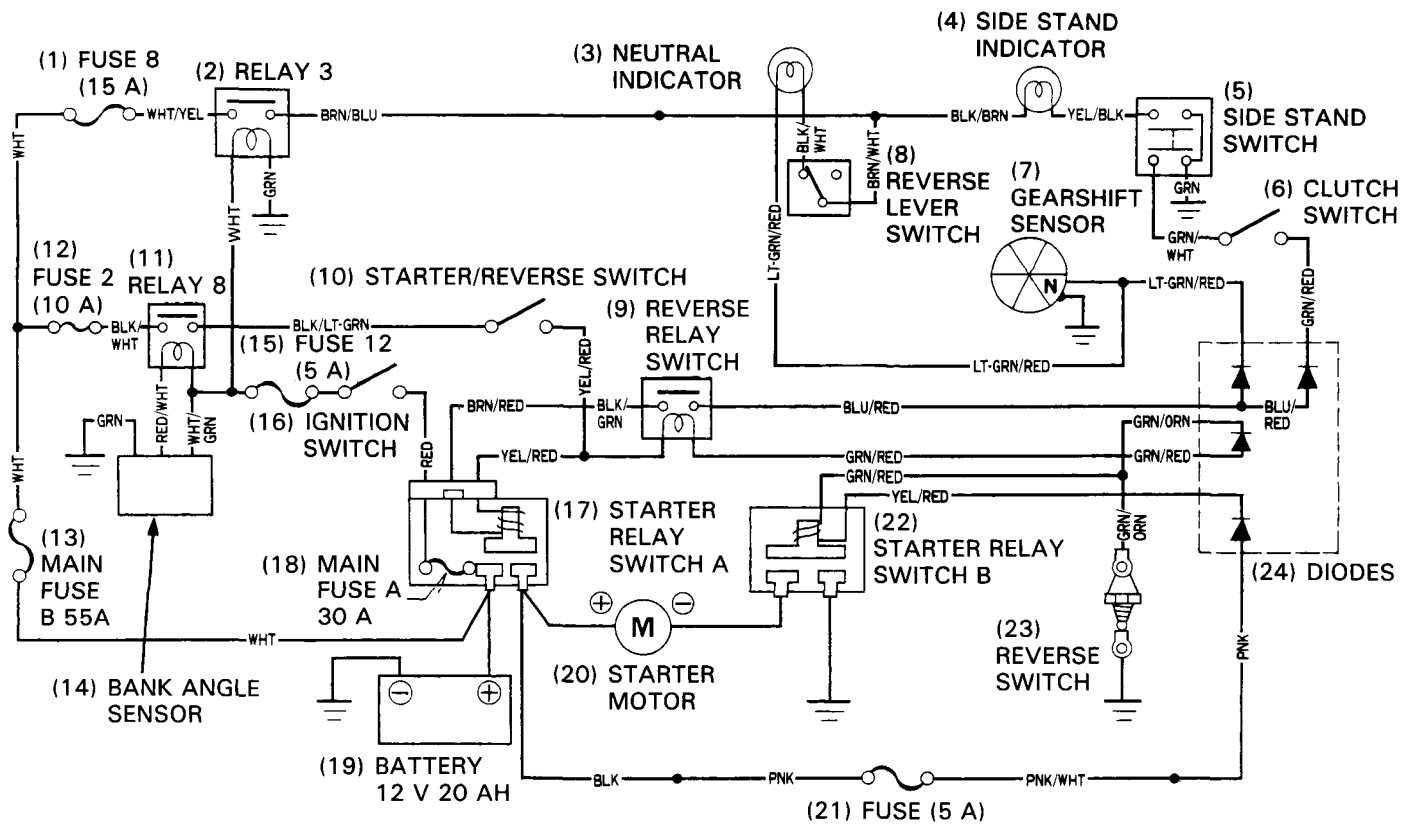 (4) SIDE STAND
INDICATOR
(3) NEUTRAL
INDICATOR
(1) FUSE 8
(15 A)
(2) RELAY 3
WHT/YEL
BRN/BLU
BLK/BRN
YEL/BLK
(5)
SIDE STAND
SWITCH
WHT
BLK/
WHT
BRN/WHT
(8)
REVERSE
LEVER
SWITCH
(7)
GEARSHIFT
SENSOR
GRN
GRN
(6) CLUTCH
SWITCH
WHT
LT-GRN/RED
GRN/
WHT
(12)
FUSE 2
(10 A)
(11)
RELAY 8
(10) STARTER/REVERSE SWITCH
N
LT-GRN/RED
GRN/RED
BLK/
WHT
BLK/LT-GRN
(9) REVERSE
RELAY
SWITCH
YEL/RED
LT-GRN/RED
(15) FUSE 12
(5 A)
(16) IGNITION
SWITCH
RED/WHT
WHT/
GRN
GRN
BRN/RED
BLK/
GRN
BLU/RED
BLU/
RED
GRN/ORN
RED
YEL/RED
GRN/RED
GRN/RED
GRN/RED
WHT
YEL/RED
(17) STARTER
RELAY
SWITCH A
(22)
STARTER RELAY
SWITCH B
GRN/
ORN
(13)
MAIN
FUSE
B 55A
(18) MAIN
FUSE A
30 A
(24) DIODES
+
M
−
WHT
(20) STARTER
MOTOR
(23)
REVERSE
SWITCH
PNK
(14) BANK ANGLE
SENSOR
−
+
(19) BATTERY
12 V 20 AH
BLK
PNK
PNK/WHT
(21) FUSE (5 A)